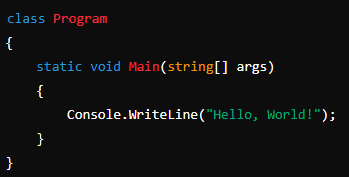 class Program
{
    static void Main(string[] args)
    {
        Console.WriteLine("Hello, World!");
    }
}